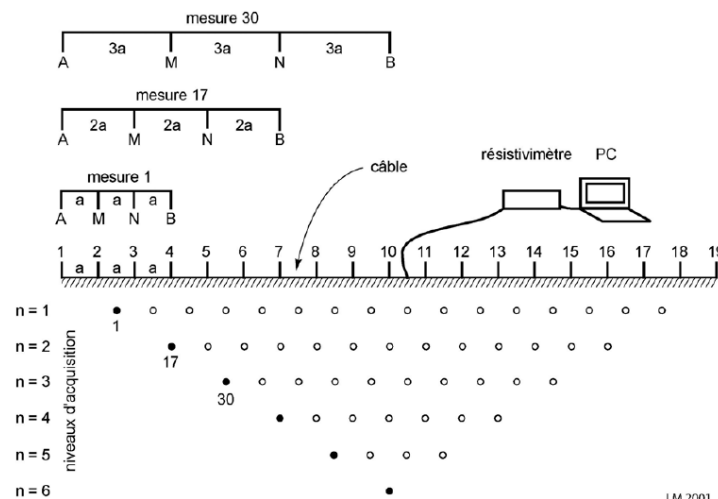 mesure 30
3a 3a 3a
A M N B
mesure 17
2a 2a 2a
A M N B
résistivimètre PC
câble
mesure 1
a a a
A M N B
1 2 3 4 5 6 7 8 9 10 11 12 13 14 15 16 17 18 19
a a a
n = 1
1
n = 2
17
n = 3
30
n = 4
n = 5
n = 6
niveaux d'acquisition
LM 2001